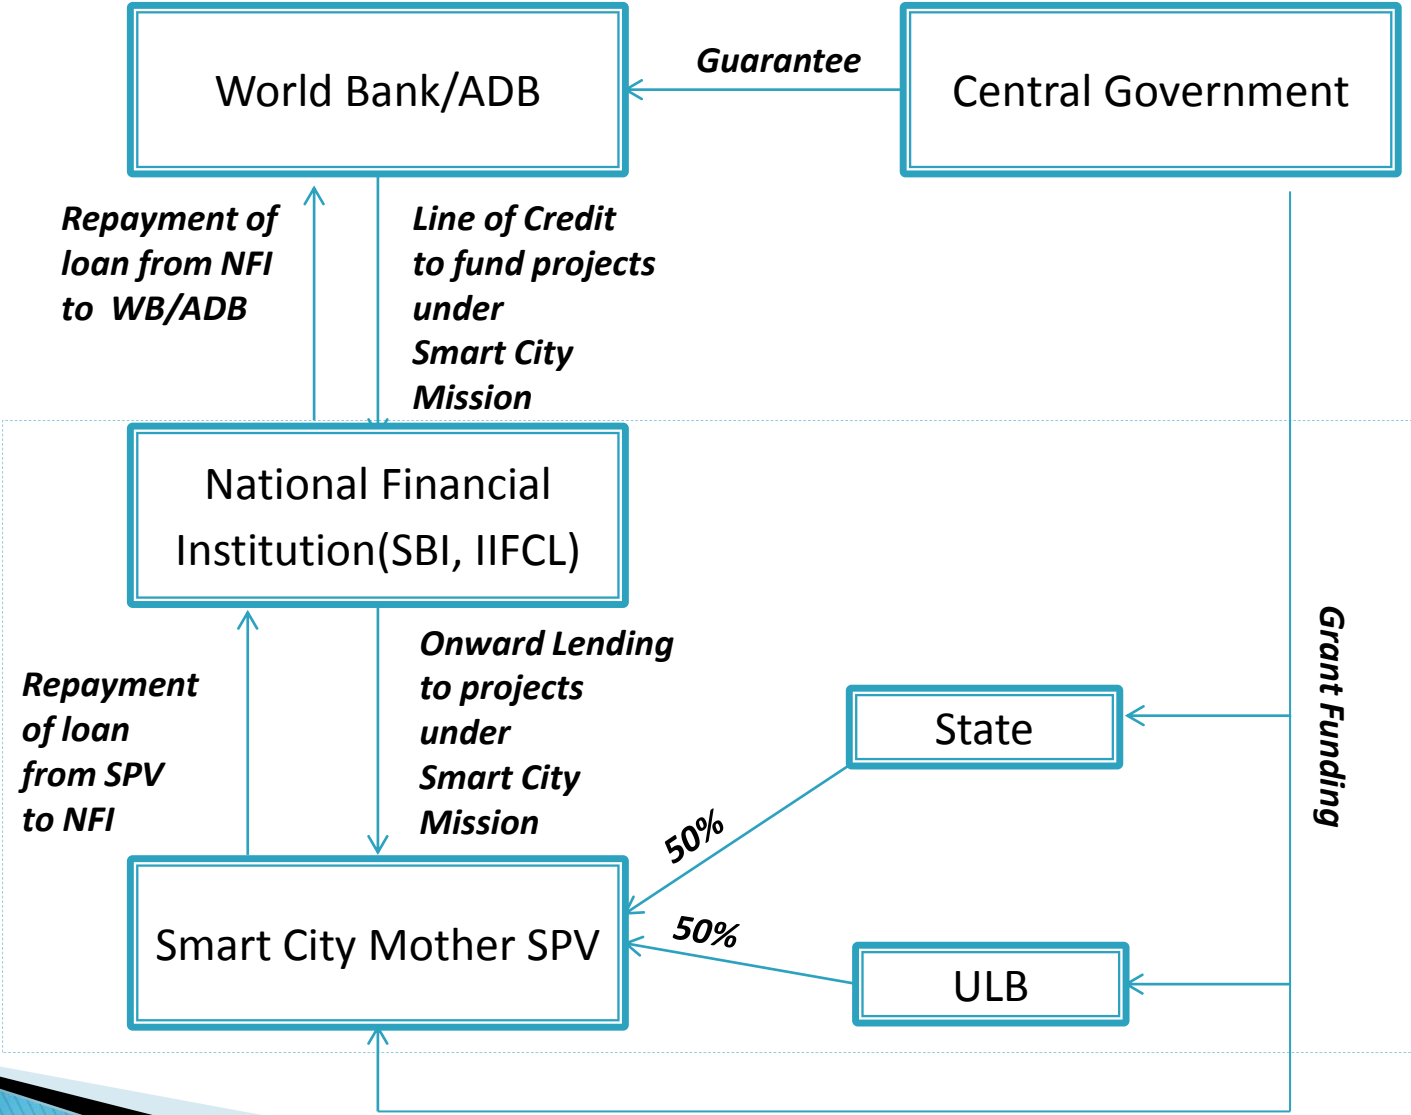 World Bank/ADB
Guarantee
Central Government
Repayment of
loan from NFI
to WB/ADB
Line of Credit
to fund projects
under
Smart City
Mission
National Financial
Institution(SBI, IIFCL)
Repayment
of loan
from SPV
to NFI
Onward Lending
to projects
under
Smart City
Mission
State
Grant Funding
50%
50%
Smart City Mother SPV
ULB